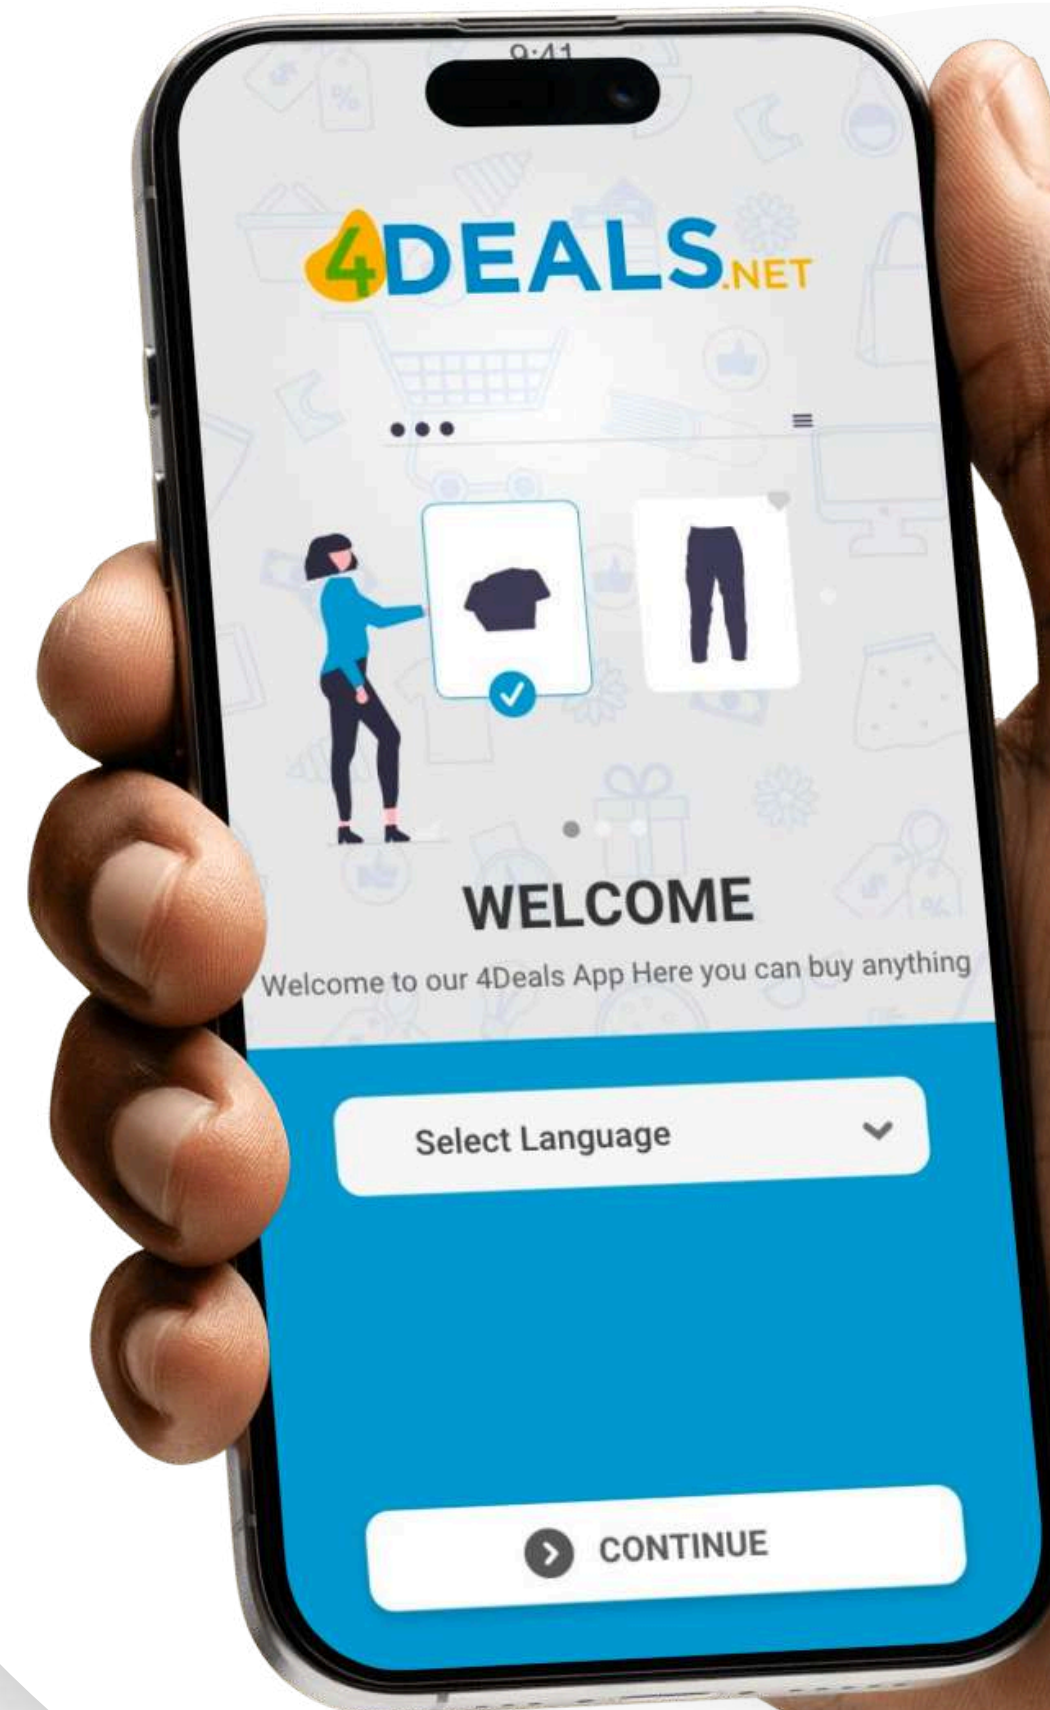 9:41
4DEALS.NET
WELCOME
Welcome to our 4Deals App Here you can buy anything
Select Language
CONTINUE